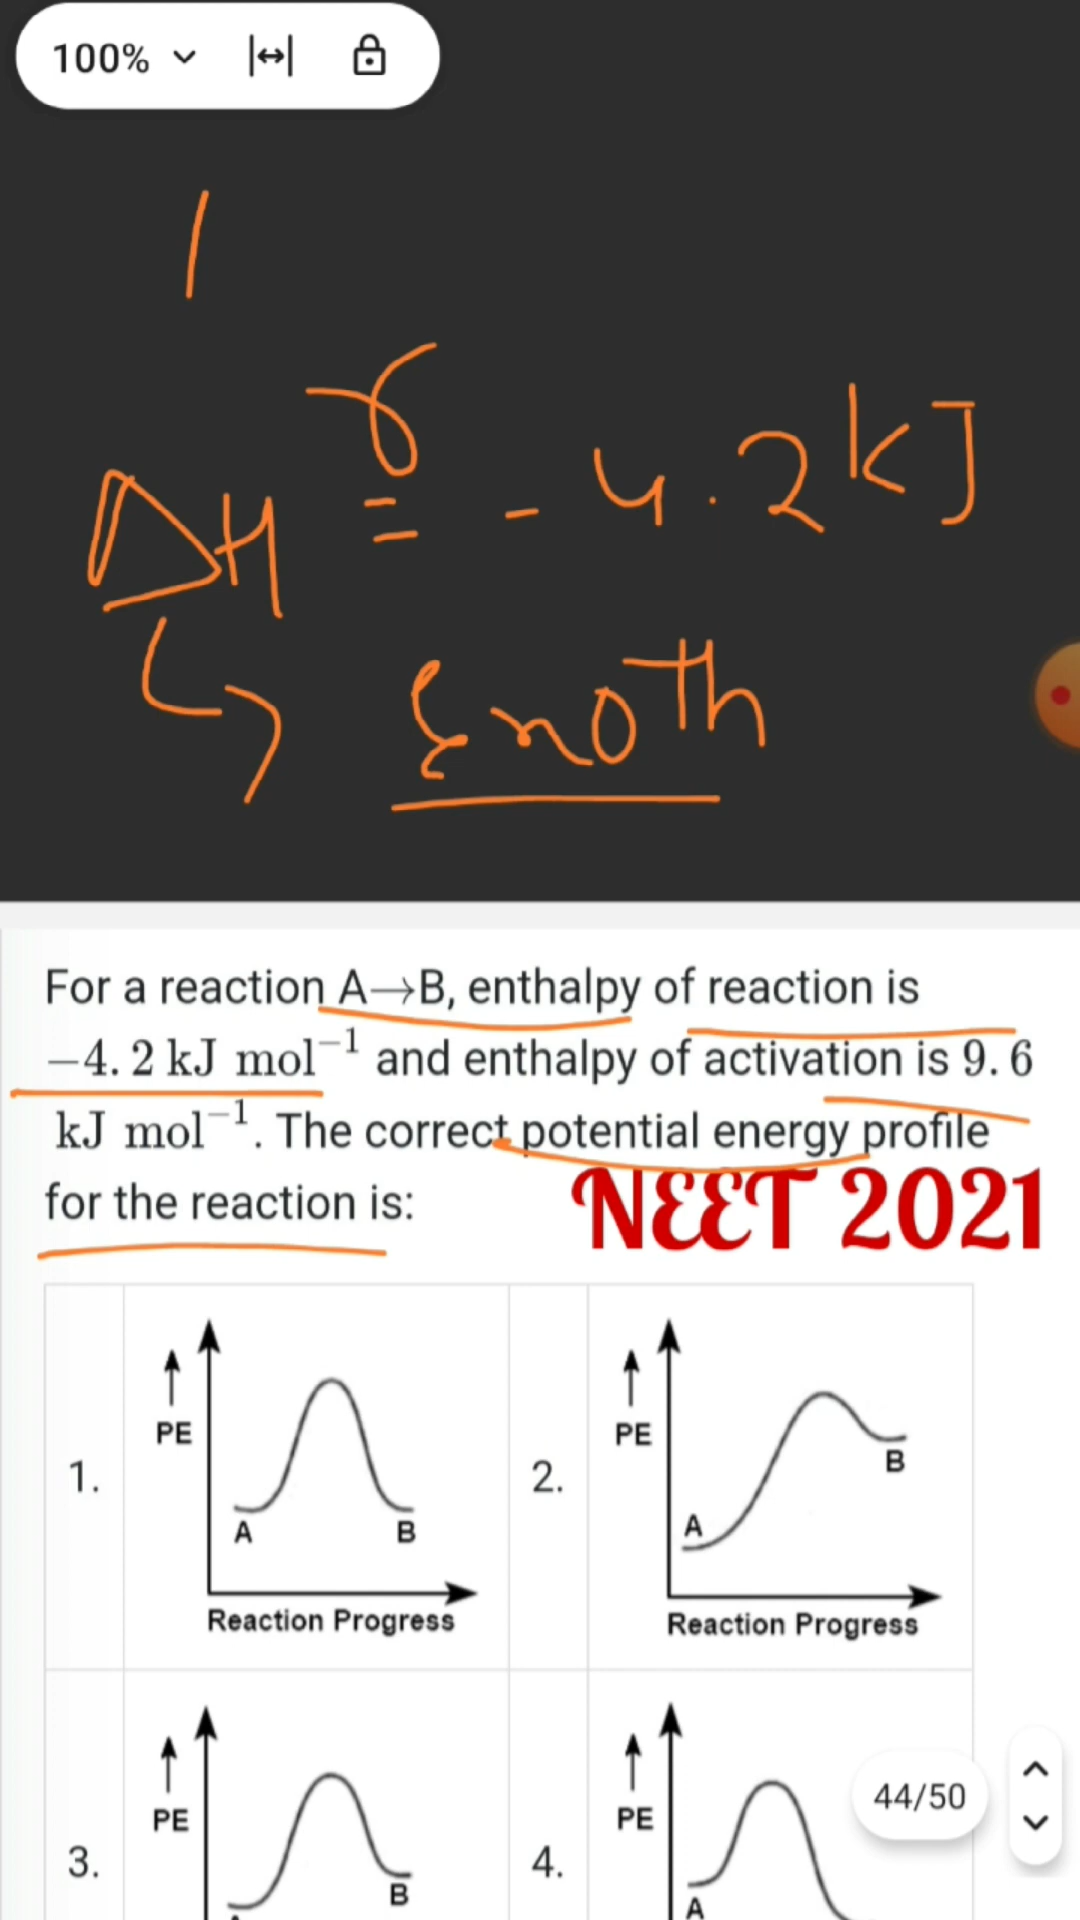 100%
ΔH = - 4.2 kJ
Exoth
For a reaction A→B, enthalpy of reaction is
−4. 2 kJ mol⁻¹ and enthalpy of activation is 9. 6
kJ mol⁻¹. The correct potential energy profile
for the reaction is:
NEET 2021
1.
PE
A
B
Reaction Progress
2.
PE
A
B
Reaction Progress
3.
PE
B
4.
PE
A
44/50